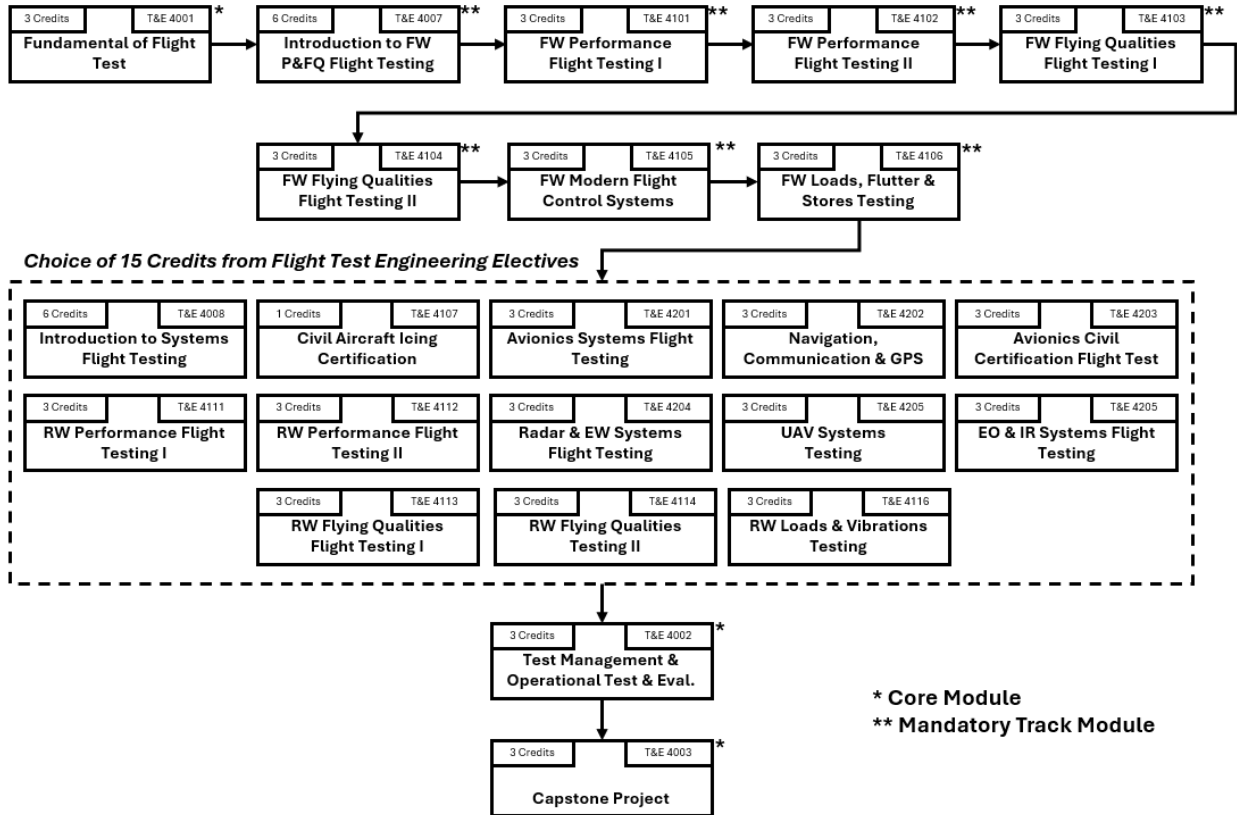 3 Credits T&E 4001 *
Fundamental of Flight
Test
6 Credits T&E 4007 **
Introduction to FW
P&FQ Flight Testing
3 Credits T&E 4101 **
FW Performance
Flight Testing I
3 Credits T&E 4102 **
FW Performance
Flight Testing II
3 Credits T&E 4103 **
FW Flying Qualities
Flight Testing I
3 Credits T&E 4104 **
FW Flying Qualities
Flight Testing II
3 Credits T&E 4105 **
FW Modern Flight
Control Systems
3 Credits T&E 4106 **
FW Loads, Flutter &
Stores Testing
Choice of 15 Credits from Flight Test Engineering Electives
6 Credits T&E 4008
Introduction to Systems
Flight Testing
1 Credits T&E 4107
Civil Aircraft Icing
Certification
3 Credits T&E 4201
Avionics Systems Flight
Testing
3 Credits T&E 4202
Navigation,
Communication & GPS
3 Credits T&E 4203
Avionics Civil
Certification Flight Test
3 Credits T&E 4111
RW Performance Flight
Testing I
3 Credits T&E 4112
RW Performance Flight
Testing II
3 Credits T&E 4204
Radar & EW Systems
Flight Testing
3 Credits T&E 4205
UAV Systems
Testing
3 Credits T&E 4205
EO & IR Systems Flight
Testing
3 Credits T&E 4113
RW Flying Qualities
Flight Testing I
3 Credits T&E 4114
RW Flying Qualities
Testing II
3 Credits T&E 4116
RW Loads & Vibrations
Testing
3 Credits T&E 4002 *
Test Management &
Operational Test & Eval.
3 Credits T&E 4003 *
Capstone Project
* Core Module
** Mandatory Track Module